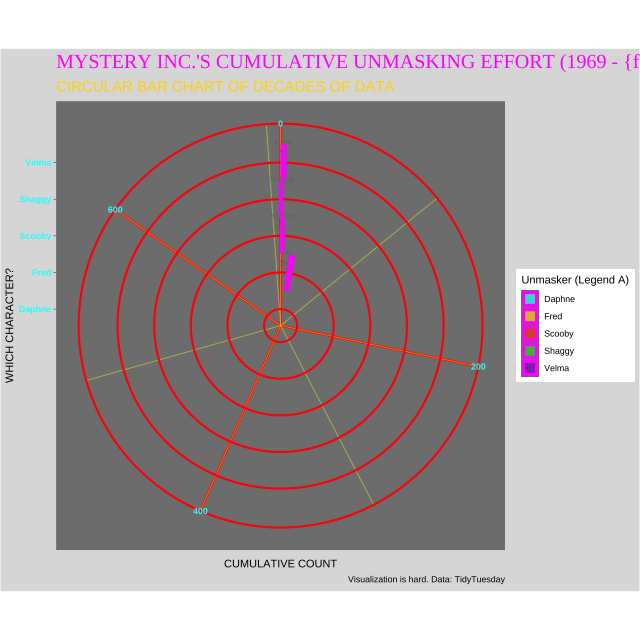 MYSTERY INC.'S CUMULATIVE UNMASKING EFFORT (1969 - {f
CIRCULAR BAR CHART OF DECADES OF DATA
0
Velma
Shaggy
600
Scooby
Fred
Daphne
200
400
WHICH CHARACTER?
CUMULATIVE COUNT
Visualization is hard. Data: TidyTuesday
Unmasker (Legend A)
Daphne
Fred
Scooby
Shaggy
Velma